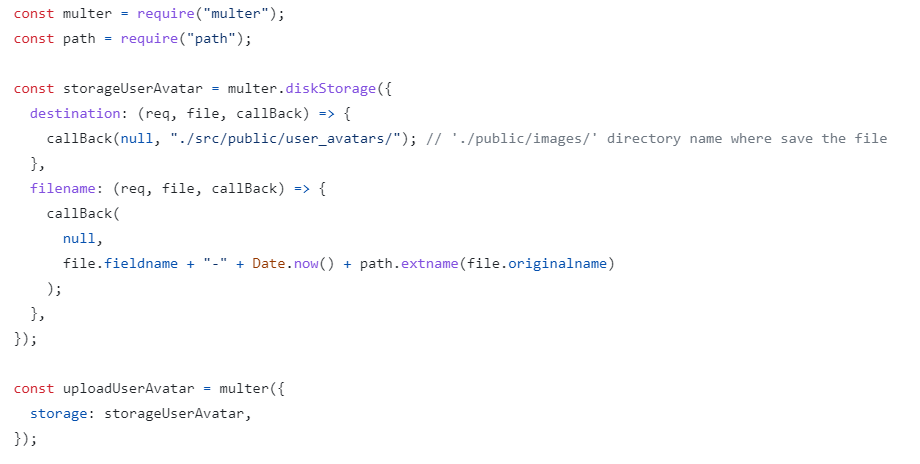 const multer = require("multer");
const path = require("path");
const storageUserAvatar = multer.diskStorage({
destination: (req, file, callBack) => {
callBack(null, "./src/public/user_avatars/"); // './public/images/' directory name where save the file
},
filename: (req, file, callBack) => {
callBack(
null,
file.fieldname + "-" + Date.now() + path.extname(file.originalname)
);
},
});
const uploadUserAvatar = multer({
storage: storageUserAvatar,
});